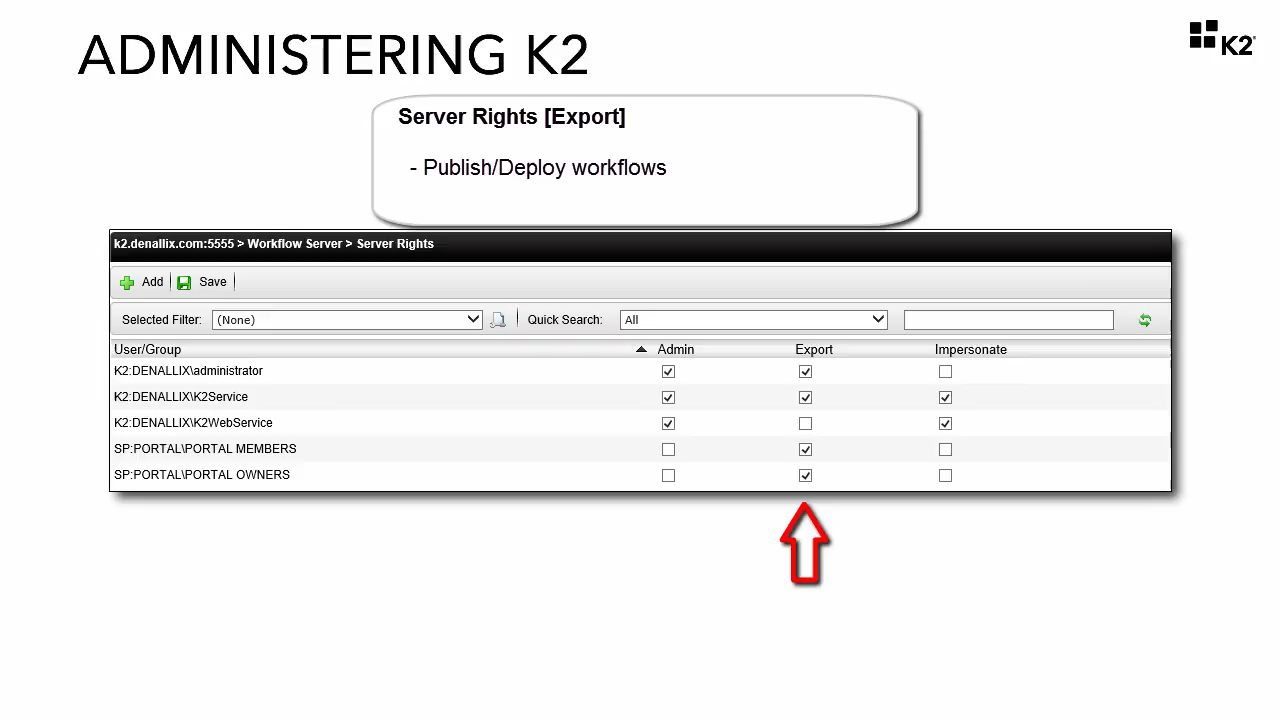 ADMINISTERING K2
K2
Server Rights [Export]
- Publish/Deploy workflows
k2.denallix.com:5555 > Workflow Server > Server Rights
Add Save
Selected Filter: (None) Quick Search: All
User/Group Admin Export Impersonate
K2:DENALLIX\administrator
K2:DENALLIX\K2Service
K2:DENALLIX\K2WebService
SP:PORTAL\PORTAL MEMBERS
SP:PORTAL\PORTAL OWNERS